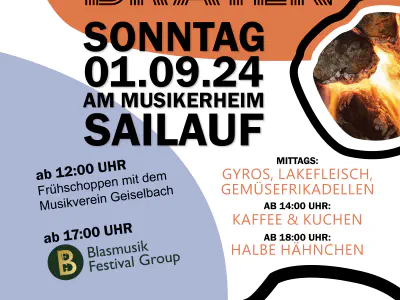 SONNTAG
01.09.24
AM MUSIKERHEIM
SAILAUF
ab 12:00 UHR
Frühschoppen mit dem
Musikverein Geiselbach
ab 17:00 UHR
B Blasmusik
Festival Group
MITTAGS:
GYROS, LAKEFLEISCH,
GEMÜSEFRIKADELLEN
AB 14:00 UHR:
KAFFEE & KUCHEN
AB 18:00 UHR:
HALBE HÄHNCHEN